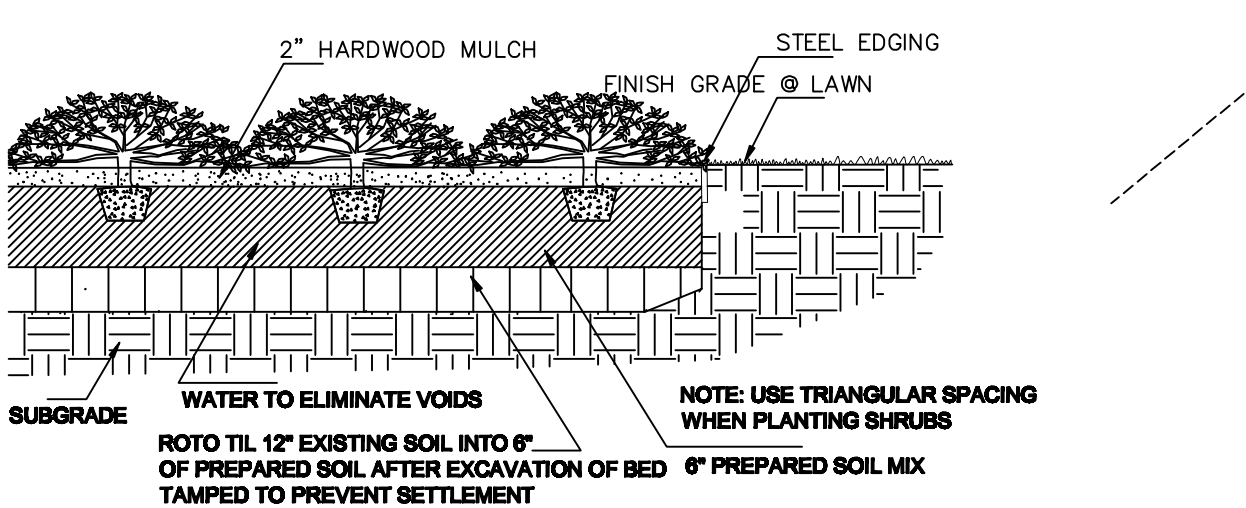 STEEL EDGING
2” HARDWOOD MULCH
FINISH GRADE @ LAWN
SUBGRADE
WATER TO ELIMINATE VOIDS
NOTE: USE TRIANGULAR SPACING
WHEN PLANTING SHRUBS
ROTO TIL 12" EXISTING SOIL INTO 6"
OF PREPARED SOIL AFTER EXCAVATION OF BED
TAMPED TO PREVENT SETTLEMENT
6" PREPARED SOIL MIX